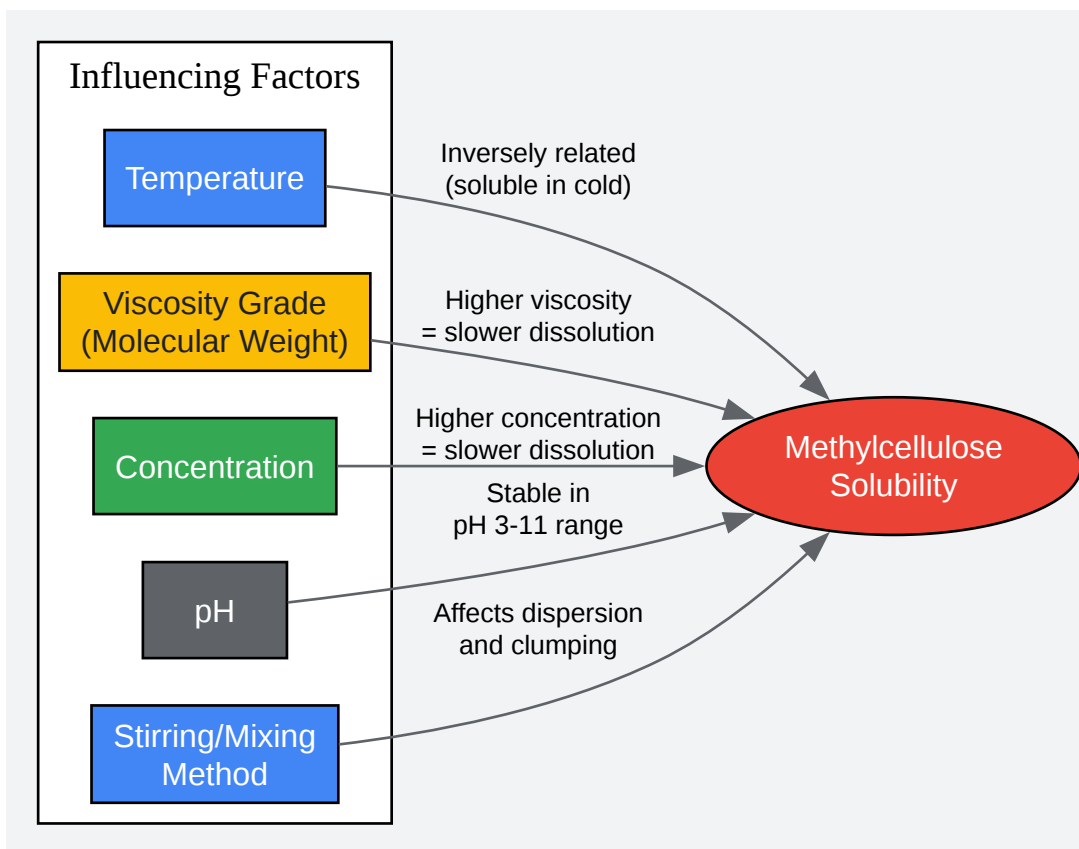 Influencing Factors
Temperature
Inversely related
(soluble in cold)
Viscosity Grade
(Molecular Weight)
Higher viscosity
= slower dissolution
Concentration
Higher concentration
= slower dissolution
Methylcellulose
Solubility
pH
Stable in
pH 3-11 range
Stirring/Mixing
Method
Affects dispersion
and clumping